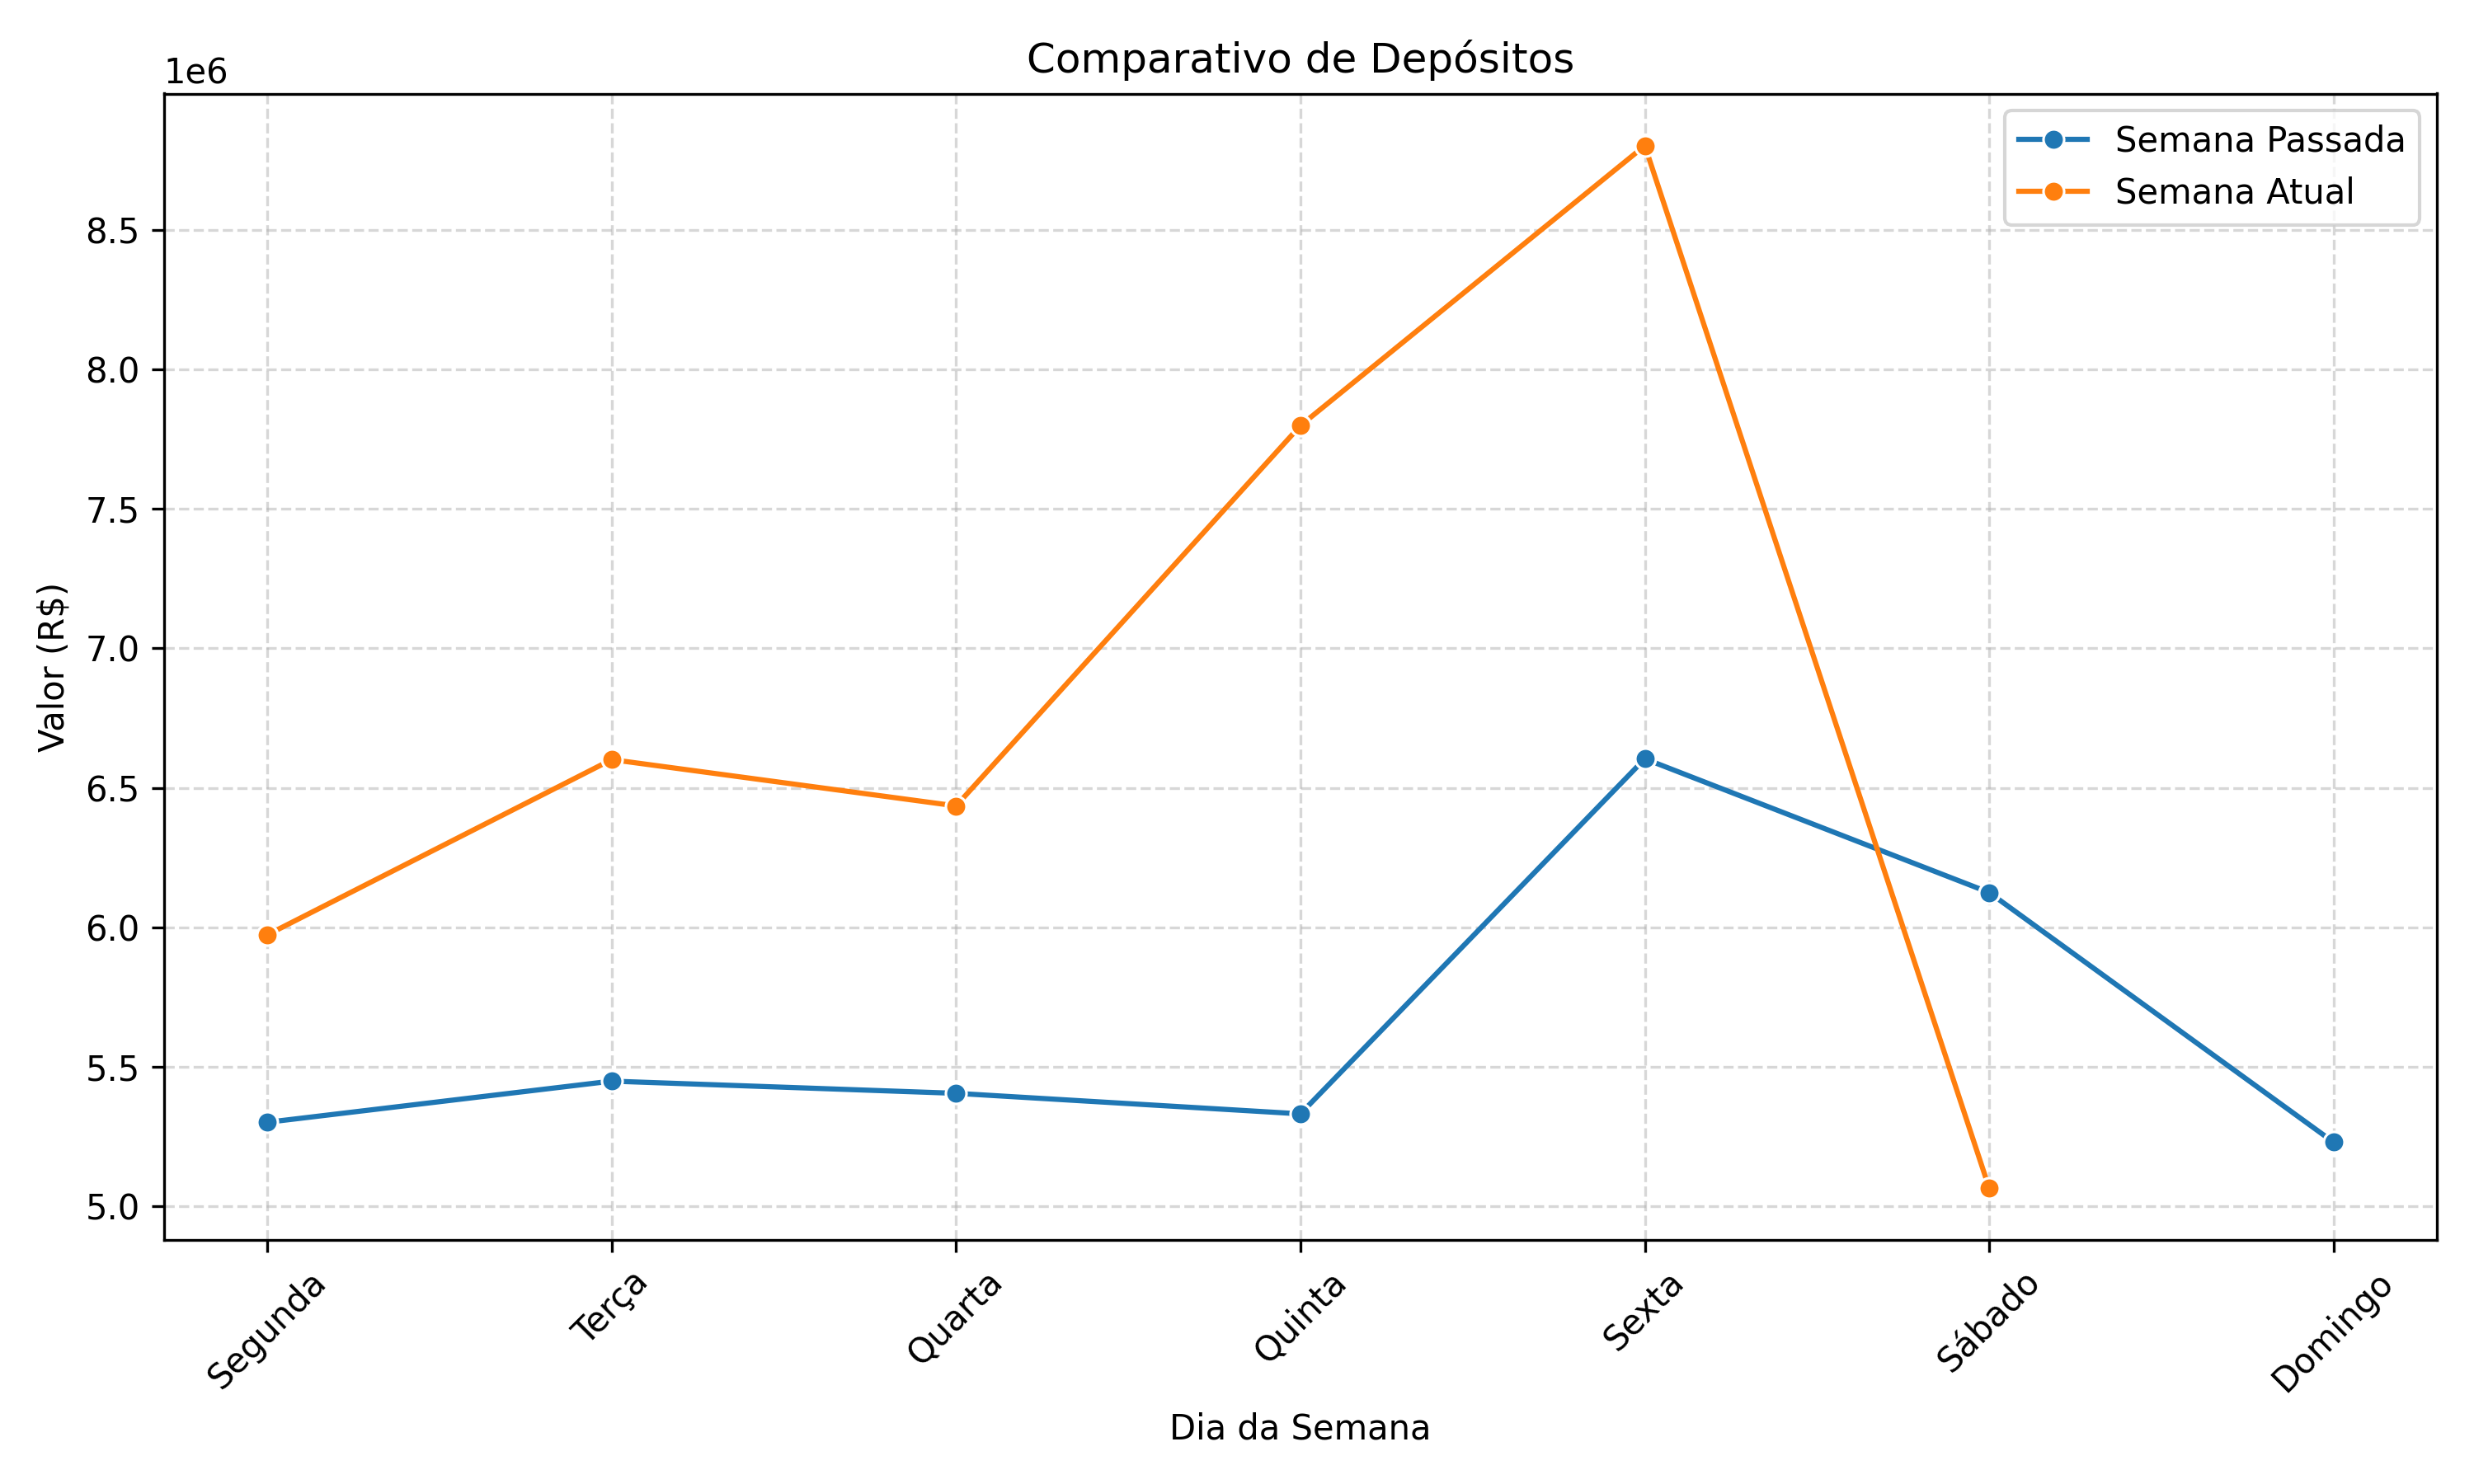 Comparativo de Depósitos
1e6
Semana Passada
Semana Atual
8.5
8.0
7.5
7.0
6.5
6.0
5.5
5.0
Valor (R$)
Segunda
Terça
Quarta
Quinta
Sexta
Sábado
Domingo
Dia da Semana